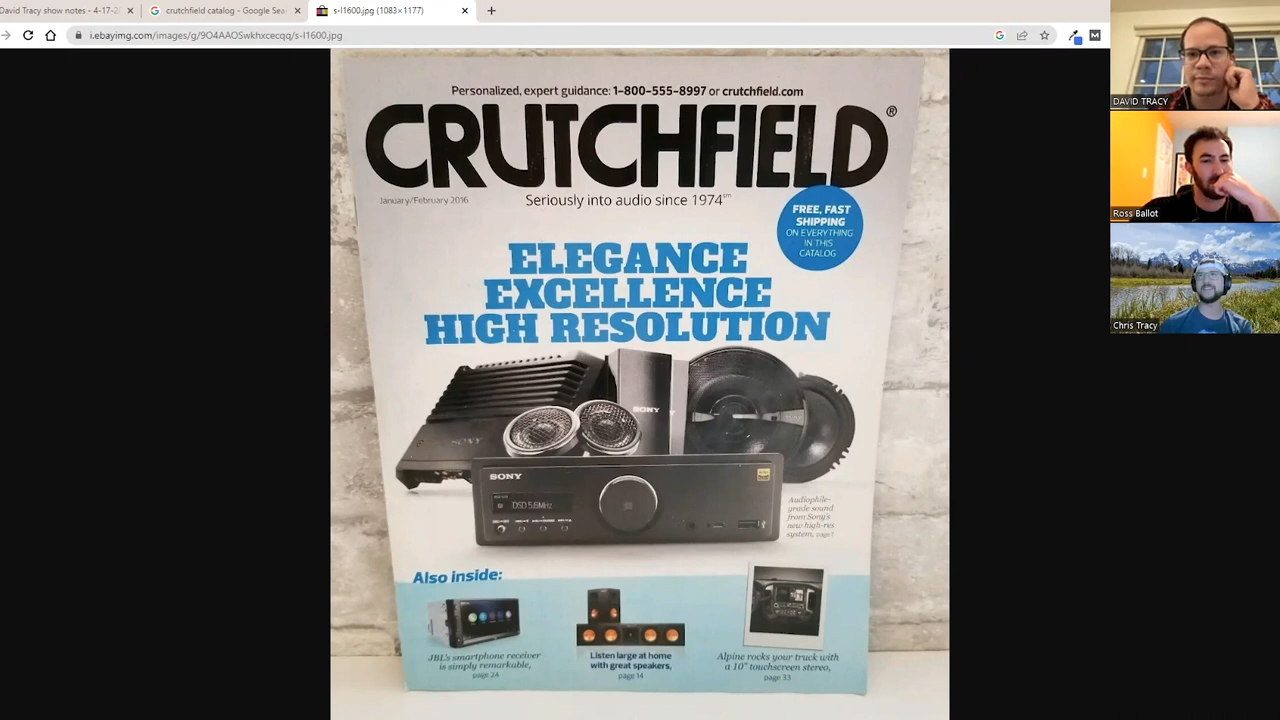 David Tracy show notes - 4-17-2
crutchfield catalog - Google Sea
s-l1600.jpg (1083×1177)
i.ebayimg.com/images/g/9O4AAOSwkhxcecqq/s-l1600.jpg
Personalized, expert guidance: 1-800-555-8997 or crutchfield.com
CRUTCHFIELD®
January/February 2016
Seriously into audio since 1974℠
FREE, FAST
SHIPPING
ON EVERYTHING
IN THIS
CATALOG
ELEGANCE
EXCELLENCE
HIGH RESOLUTION
SONY
SONY
SONY
DSD 5.6MHz
Audiophile-
grade sound
from Sony's
new high-res
system, page 7
Also inside:
JBL's smartphone receiver
is simply remarkable,
page 24
Listen large at home
with great speakers,
page 14
Alpine rocks your truck with
a 10" touchscreen stereo,
page 33
DAVID TRACY
Ross Ballot
Chris Tracy